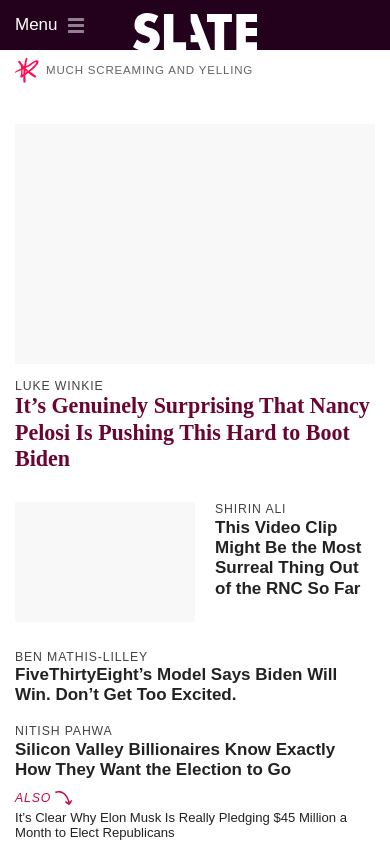 Menu
SLATE
MUCH SCREAMING AND YELLING
LUKE WINKIE
It’s Genuinely Surprising That Nancy
Pelosi Is Pushing This Hard to Boot
Biden
SHIRIN ALI
This Video Clip
Might Be the Most
Surreal Thing Out
of the RNC So Far
BEN MATHIS-LILLEY
FiveThirtyEight’s Model Says Biden Will
Win. Don’t Get Too Excited.
NITISH PAHWA
Silicon Valley Billionaires Know Exactly
How They Want the Election to Go
ALSO
It’s Clear Why Elon Musk Is Really Pledging $45 Million a
Month to Elect Republicans